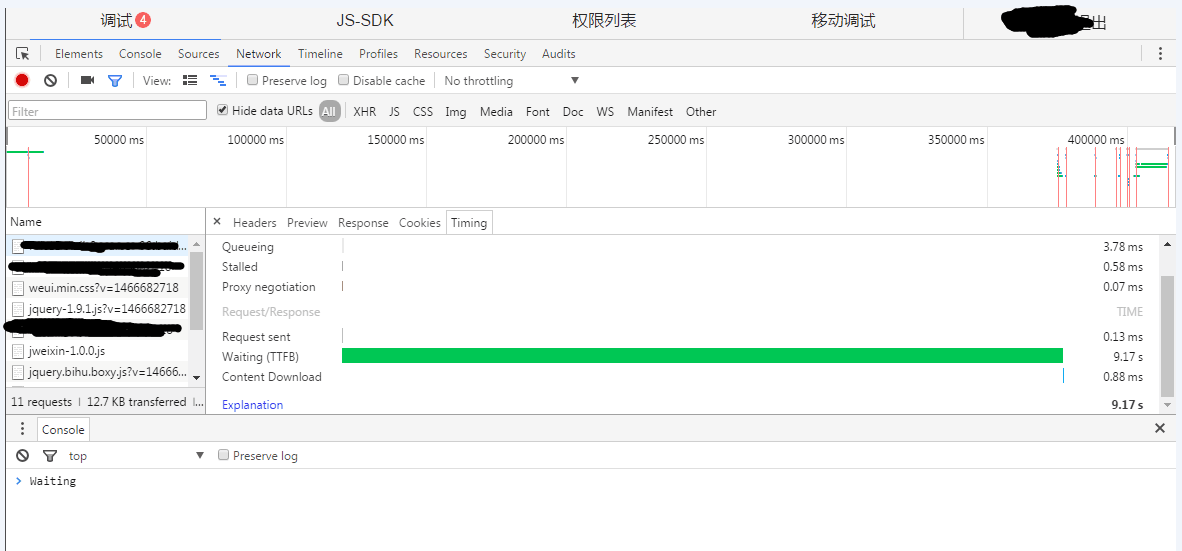 调试 4 JS-SDK 权限列表 移动调试 出
Elements Console Sources Network Timeline Profiles Resources Security Audits
View: Preserve log Disable cache No throttling
Filter Hide data URLs All XHR JS CSS Img Media Font Doc WS Manifest Other
50000 ms 100000 ms 150000 ms 200000 ms 250000 ms 300000 ms 350000 ms 400000 ms
Name × Headers Preview Response Cookies Timing
Queueing 3.78 ms
Stalled 0.58 ms
weui.min.css?v=1466682718 Proxy negotiation 0.07 ms
jquery-1.9.1.js?v=1466682718 Request/Response TIME
Request sent 0.13 ms
jweixin-1.0.0.js Waiting (TTFB) 9.17 s
jquery.bihu.boxy.js?v=14666... Content Download 0.88 ms
11 requests | 12.7 KB transferred |... Explanation 9.17 s
Console ×
top Preserve log
> Waiting